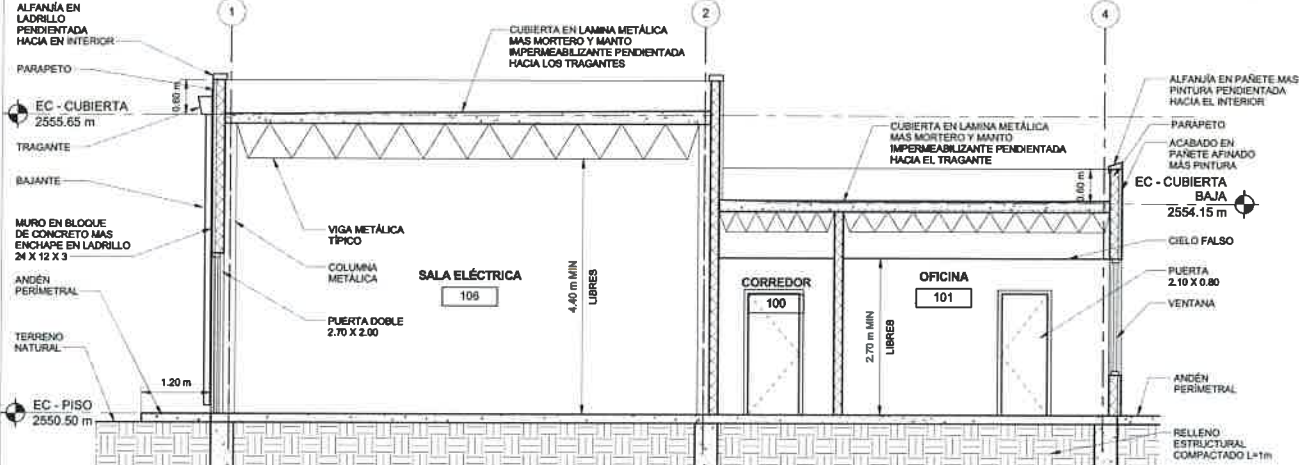 ALFANJÍA EN
LADRILLO
PENDIENTADA
HACIA EN INTERIOR
PARAPETO
0.60 m
EC - CUBIERTA
2555.65 m
TRAGANTE
BAJANTE
MURO EN BLOQUE
DE CONCRETO MAS
ENCHAPE EN LADRILLO
24 X 12 X 3
ANDÉN
PERÍMETRAL
TERRENO
NATURAL
1.20 m
EC - PISO
2550.50 m
1
2
4
CUBIERTA EN LAMINA METÁLICA
MAS MORTERO Y MANTO
IMPERMEABILIZANTE PENDIENTADA
HACIA LOS TRAGANTES
VIGA METÁLICA
TÍPICO
COLUMNA
METÁLICA
PUERTA DOBLE
2.70 X 2.00
SALA ELÉCTRICA
106
4.40 m MIN
LIBRES
CUBIERTA EN LAMINA METÁLICA
MAS MORTERO Y MANTO
IMPERMEABILIZANTE PENDIENTADA
HACIA EL TRAGANTE
CORREDOR
100
OFICINA
101
2.70 m MIN
LIBRES
0.60 m
ALFANJÍA EN PAÑETE MAS
PINTURA PENDIENTADA
HACIA EL INTERIOR
PARAPETO
ACABADO EN
PAÑETE AFINADO
MÁS PINTURA
EC - CUBIERTA
BAJA
2554.15 m
CIELO FALSO
PUERTA
2.10 X 0.80
VENTANA
ANDÉN
PERÍMETRAL
RELLENO
ESTRUCTURAL
COMPACTADO L=1m